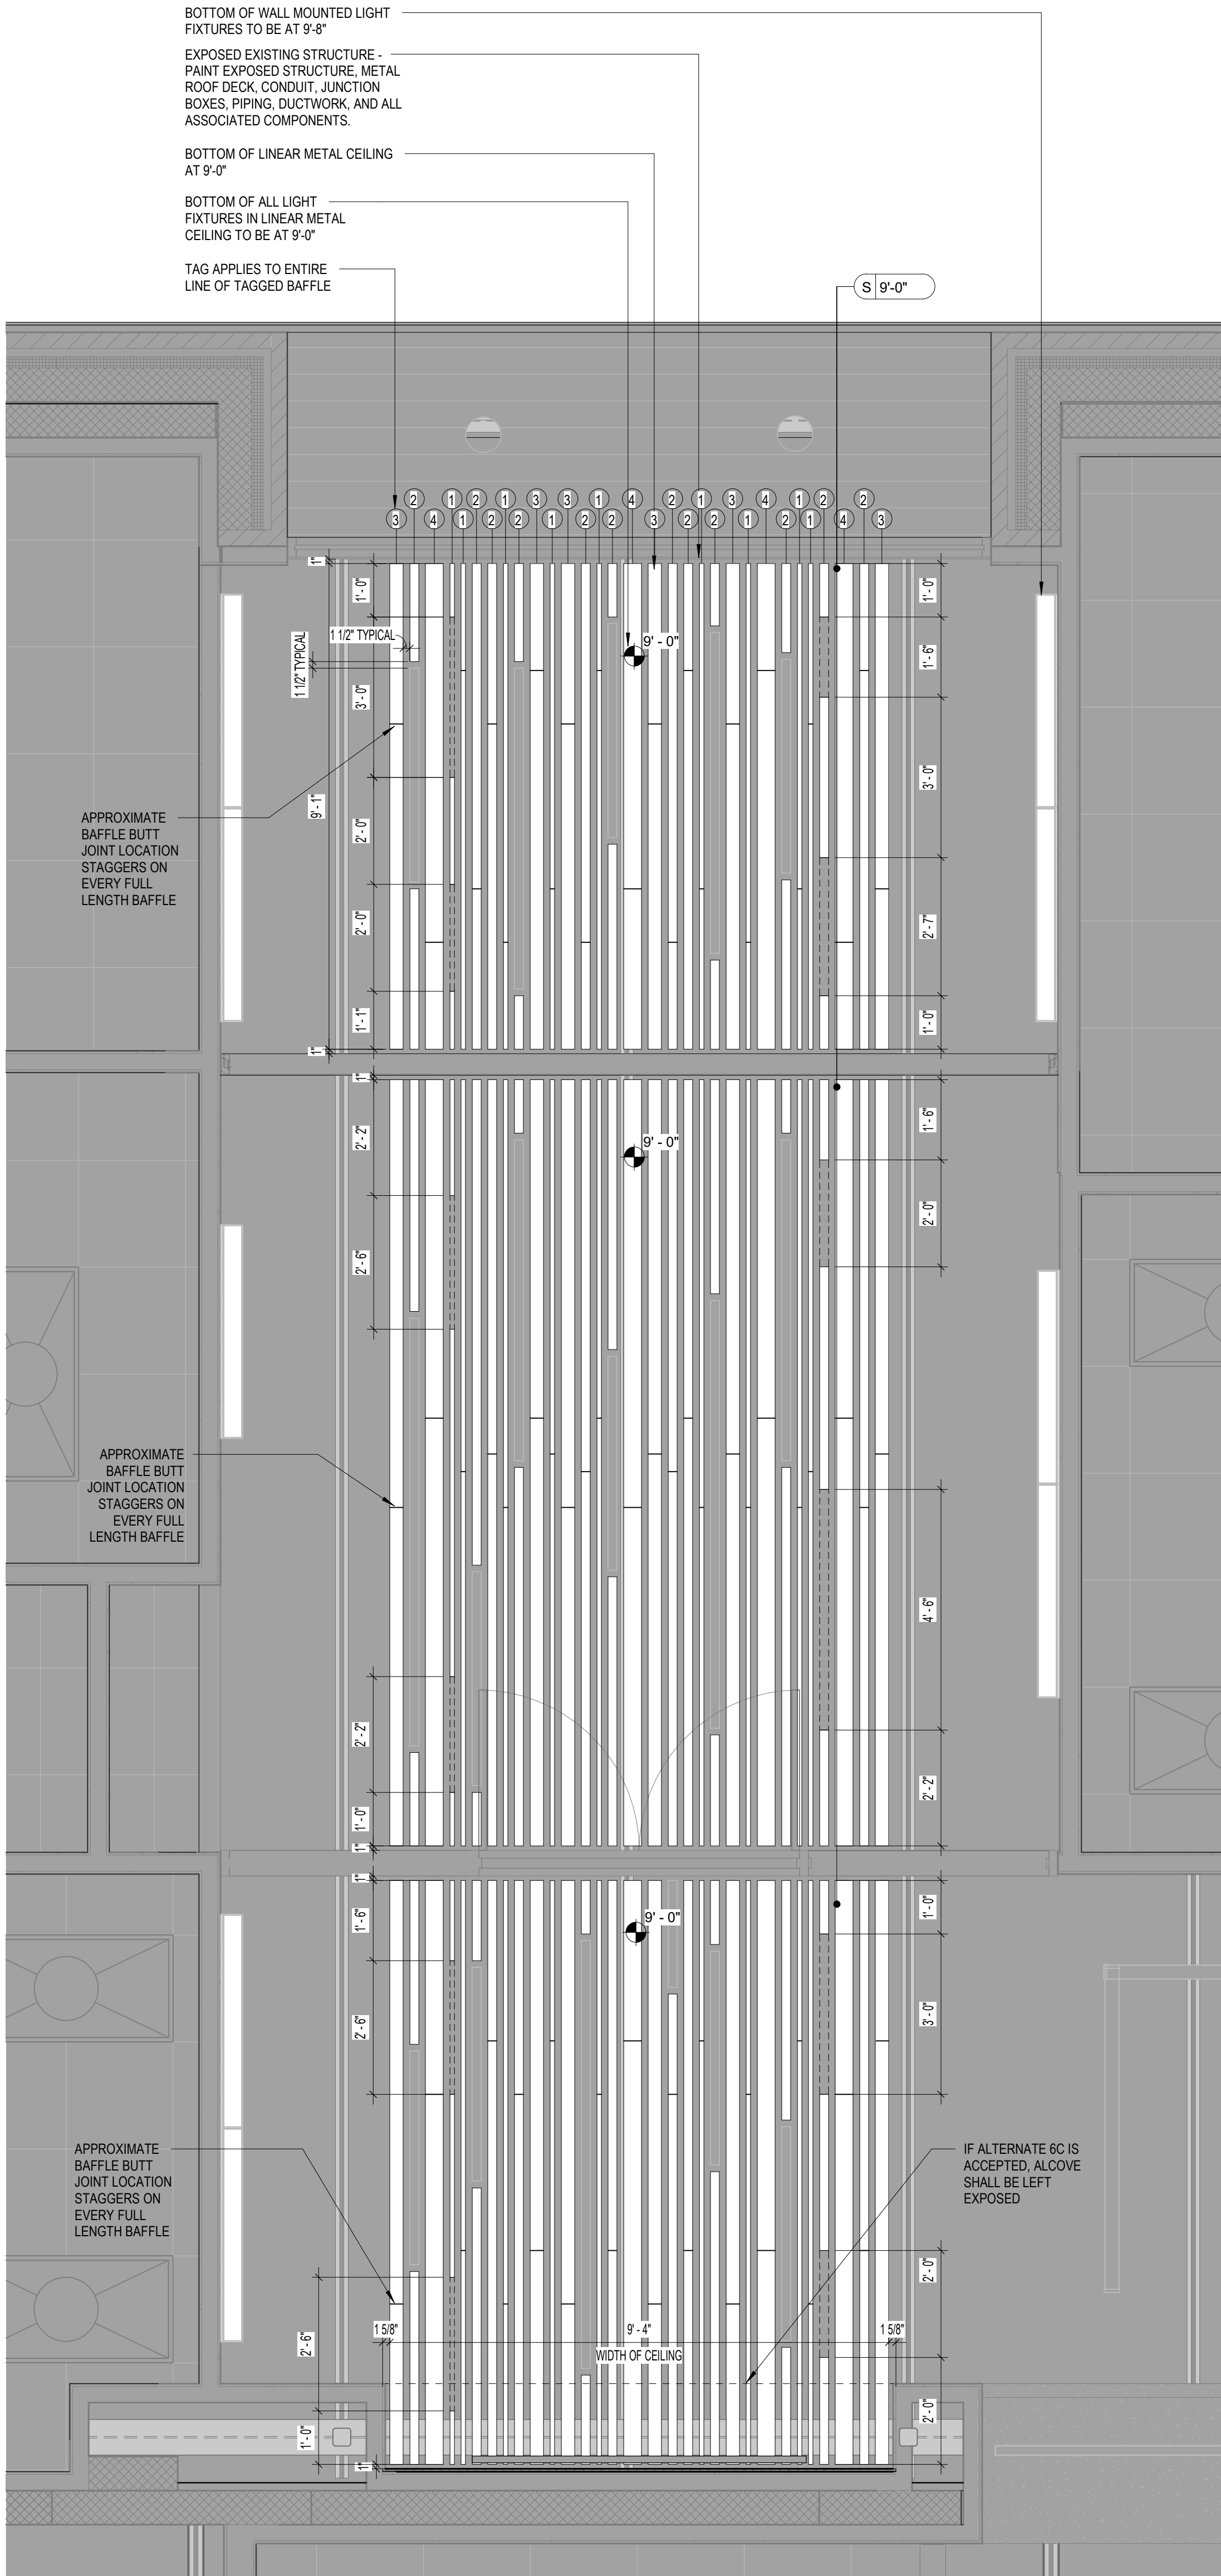 BOTTOM OF WALL MOUNTED LIGHT
FIXTURES TO BE AT 9'-8"
EXPOSED EXISTING STRUCTURE -
PAINT EXPOSED STRUCTURE, METAL
ROOF DECK, CONDUIT, JUNCTION
BOXES, PIPING, DUCTWORK, AND ALL
ASSOCIATED COMPONENTS.
BOTTOM OF LINEAR METAL CEILING
AT 9'-0"
BOTTOM OF ALL LIGHT
FIXTURES IN LINEAR METAL
CEILING TO BE AT 9'-0"
TAG APPLIES TO ENTIRE
LINE OF TAGGED BAFFLE
S 9'-0"
2 1 2 1 3 3 1 4 2 1 3 4 1 2 2
3 4 1 2 2 1 2 2 3 2 2 1 2 1 4 3
1"
1' - 0"
1' - 0"
1 1/2" TYPICAL
1 1/2" TYPICAL
9' - 0"
1' - 6"
3' - 0"
3' - 0"
9' - 1"
APPROXIMATE
BAFFLE BUTT
JOINT LOCATION
STAGGERS ON
EVERY FULL
LENGTH BAFFLE
2' - 0"
2' - 0"
2' - 7"
1' - 1"
1' - 0"
1"
1"
2' - 2"
9' - 0"
1' - 6"
2' - 0"
2' - 6"
APPROXIMATE
BAFFLE BUTT
JOINT LOCATION
STAGGERS ON
EVERY FULL
LENGTH BAFFLE
4' - 6"
2' - 2"
2' - 2"
1' - 0"
1"
1"
1' - 6"
9' - 0"
1' - 0"
2' - 6"
3' - 0"
APPROXIMATE
BAFFLE BUTT
JOINT LOCATION
STAGGERS ON
EVERY FULL
LENGTH BAFFLE
IF ALTERNATE 6C IS
ACCEPTED, ALCOVE
SHALL BE LEFT
EXPOSED
2' - 0"
2' - 6"
1 5/8"
9' - 4"
1 5/8"
WIDTH OF CEILING
1' - 0"
2' - 0"
1"